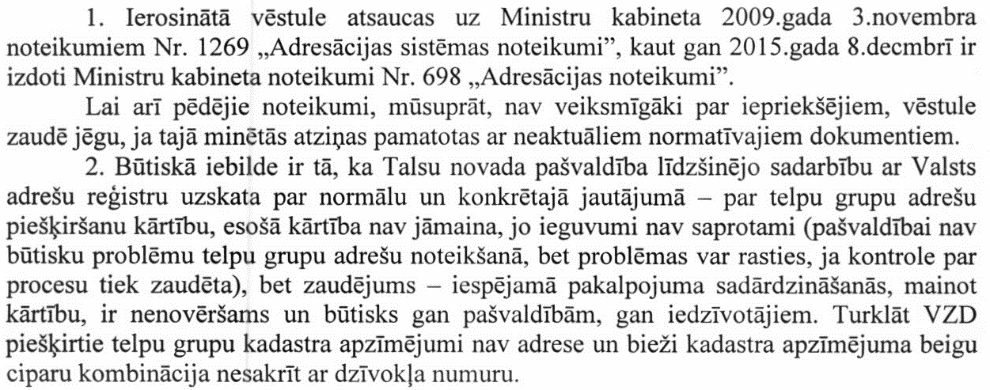 1. Ierosinātā vēstule atsaucas uz Ministru kabineta 2009.gada 3.novembra
noteikumiem Nr. 1269 „Adresācijas sistēmas noteikumi”, kaut gan 2015.gada 8.decmbrī ir
izdoti Ministru kabineta noteikumi Nr. 698 „Adresācijas noteikumi”.
Lai arī pēdējie noteikumi, mūsuprāt, nav veiksmīgāki par iepriekšējiem, vēstule
zaudē jēgu, ja tajā minētās atziņas pamatotas ar neaktuāliem normatīvajiem dokumentiem.
2. Būtiskā iebilde ir tā, ka Talsu novada pašvaldība līdzšinējo sadarbību ar Valsts
adrešu reģistru uzskata par normālu un konkrētajā jautājumā – par telpu grupu adrešu
piešķiršanu kārtību, esošā kārtība nav jāmaina, jo ieguvumi nav saprotami (pašvaldībai nav
būtisku problēmu telpu grupu adrešu noteikšanā, bet problēmas var rasties, ja kontrole par
procesu tiek zaudēta), bet zaudējums – iespējamā pakalpojuma sadārdzināšanās, mainot
kārtību, ir nenovēršams un būtisks gan pašvaldībām, gan iedzīvotājiem. Turklāt VZD
piešķirtie telpu grupu kadastra apzīmējumi nav adrese un bieži kadastra apzīmējuma beigu
ciparu kombinācija nesakrīt ar dzīvokļa numuru.